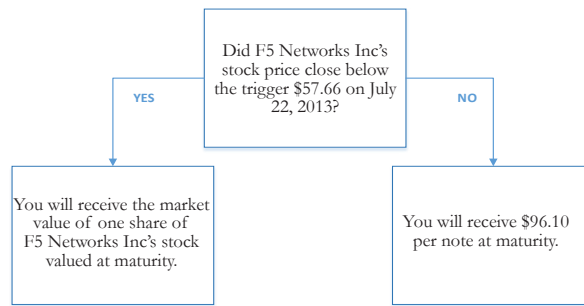 Did F5 Networks Inc's
stock price close below
the trigger $57.66 on July
22, 2013?
YES
NO
You will receive the market
value of one share of
F5 Networks Inc's stock
valued at maturity.
You will receive $96.10
per note at maturity.